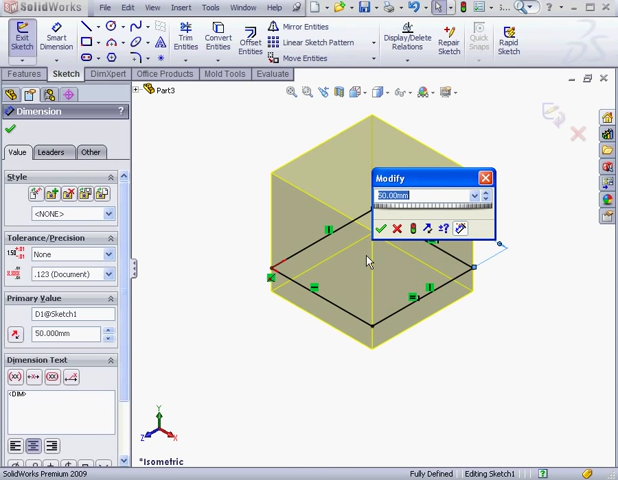 SolidWorks
File Edit View Insert Tools
Exit
Sketch
Smart
Dimension
Trim
Entities
Convert
Entities
Offset
Entities
Mirror Entities
Linear Sketch Pattern
Move Entities
Display/Delete
Relations
Repair
Sketch
Quick
Snaps
Rapid
Sketch
Features Sketch DimXpert Office Products Mold Tools Evaluate
Part3
Dimension ?
Value Leaders Other
Style
<NONE>
Tolerance/Precision
None
.123 (Document)
Primary Value
D1@Sketch1
50.000mm
Dimension Text
<DIM>
Modify
50.00mm
±?
Y
Z X
*Isometric
SolidWorks Premium 2009
Fully Defined Editing Sketch1 ?